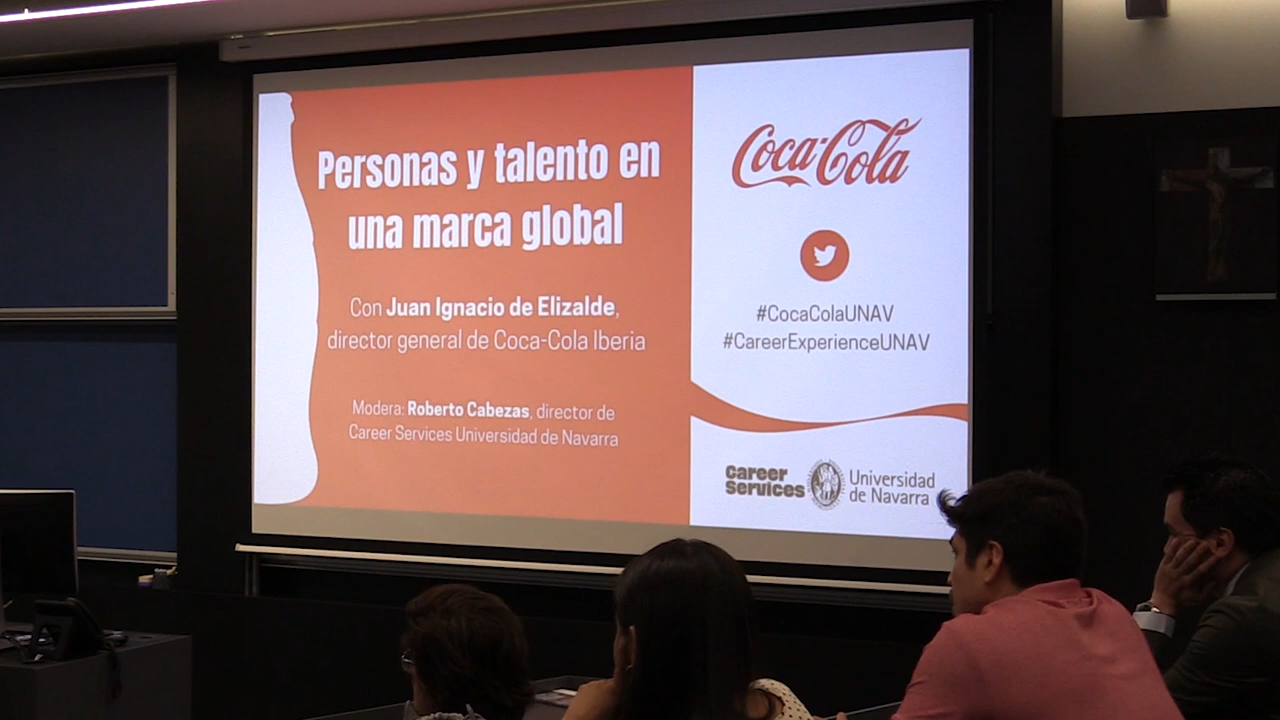 Personas y talento en
una marca global
Con Juan Ignacio de Elizalde,
director general de Coca-Cola Iberia
Modera: Roberto Cabezas, director de
Career Services Universidad de Navarra
Coca-Cola
#CocaColaUNAV
#CareerExperienceUNAV
Career
Services
Universidad
de Navarra